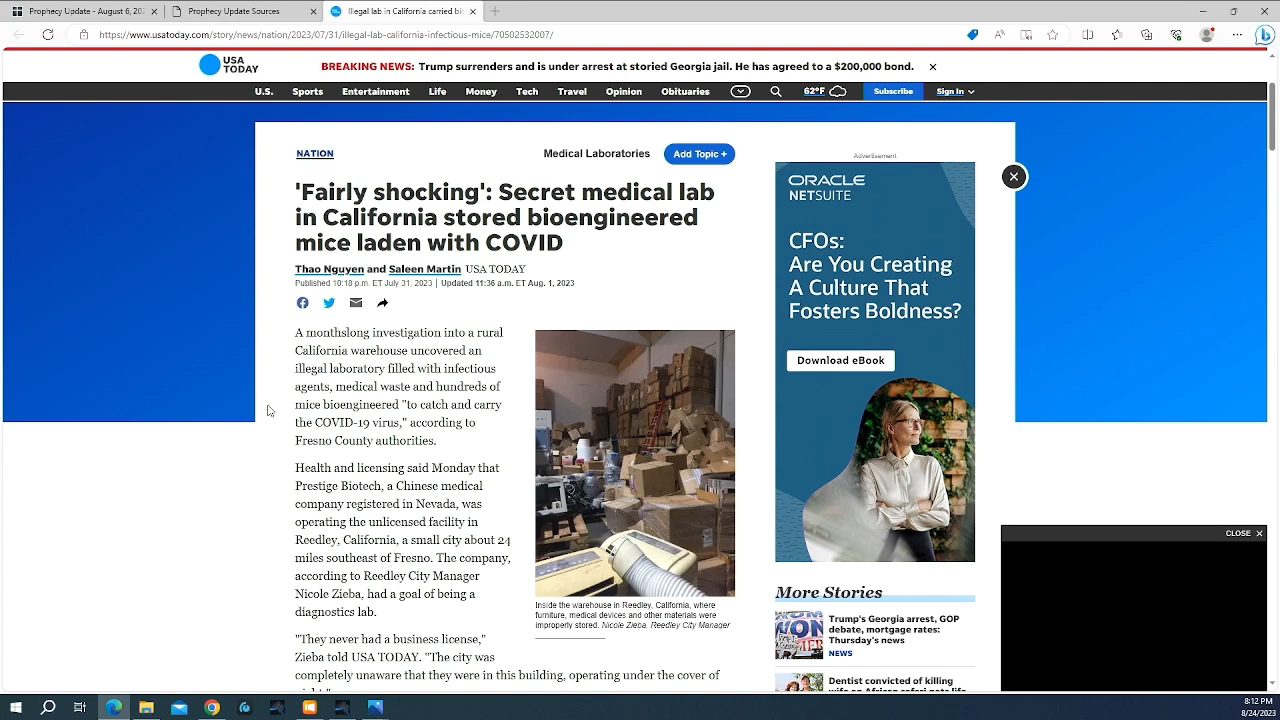 Prophecy Update - August 6, 202
Prophecy Update Sources
Illegal lab in California carried bio
https://www.usatoday.com/story/news/nation/2023/07/31/illegal-lab-california-infectious-mice/70502532007/
USA
TODAY
BREAKING NEWS: Trump surrenders and is under arrest at storied Georgia jail. He has agreed to a $200,000 bond.
U.S. Sports Entertainment Life Money Tech Travel Opinion Obituaries 62°F Subscribe Sign In
NATION
Medical Laboratories Add Topic +
'Fairly shocking': Secret medical lab
in California stored bioengineered
mice laden with COVID
Thao Nguyen and Saleen Martin USA TODAY
Published 10:18 p.m. ET July 31, 2023 | Updated 11:36 a.m. ET Aug. 1, 2023
A monthslong investigation into a rural
California warehouse uncovered an
illegal laboratory filled with infectious
agents, medical waste and hundreds of
mice bioengineered "to catch and carry
the COVID-19 virus," according to
Fresno County authorities.
Health and licensing said Monday that
Prestige Biotech, a Chinese medical
company registered in Nevada, was
operating the unlicensed facility in
Reedley, California, a small city about 24
miles southeast of Fresno. The company,
according to Reedley City Manager
Nicole Zieba, had a goal of being a
diagnostics lab.
"They never had a business license,"
Zieba told USA TODAY. "The city was
completely unaware that they were in this building, operating under the cover of
night."
Inside the warehouse in Reedley, California, where
furniture, medical devices and other materials were
improperly stored. Nicole Zieba, Reedley City Manager
Advertisement
ORACLE
NETSUITE
CFOs:
Are You Creating
A Culture That
Fosters Boldness?
Download eBook
More Stories
Trump's Georgia arrest, GOP
debate, mortgage rates:
Thursday's news
NEWS
Dentist convicted of killing
wife on African safari gets life
CLOSE
8:12 PM
8/24/2023